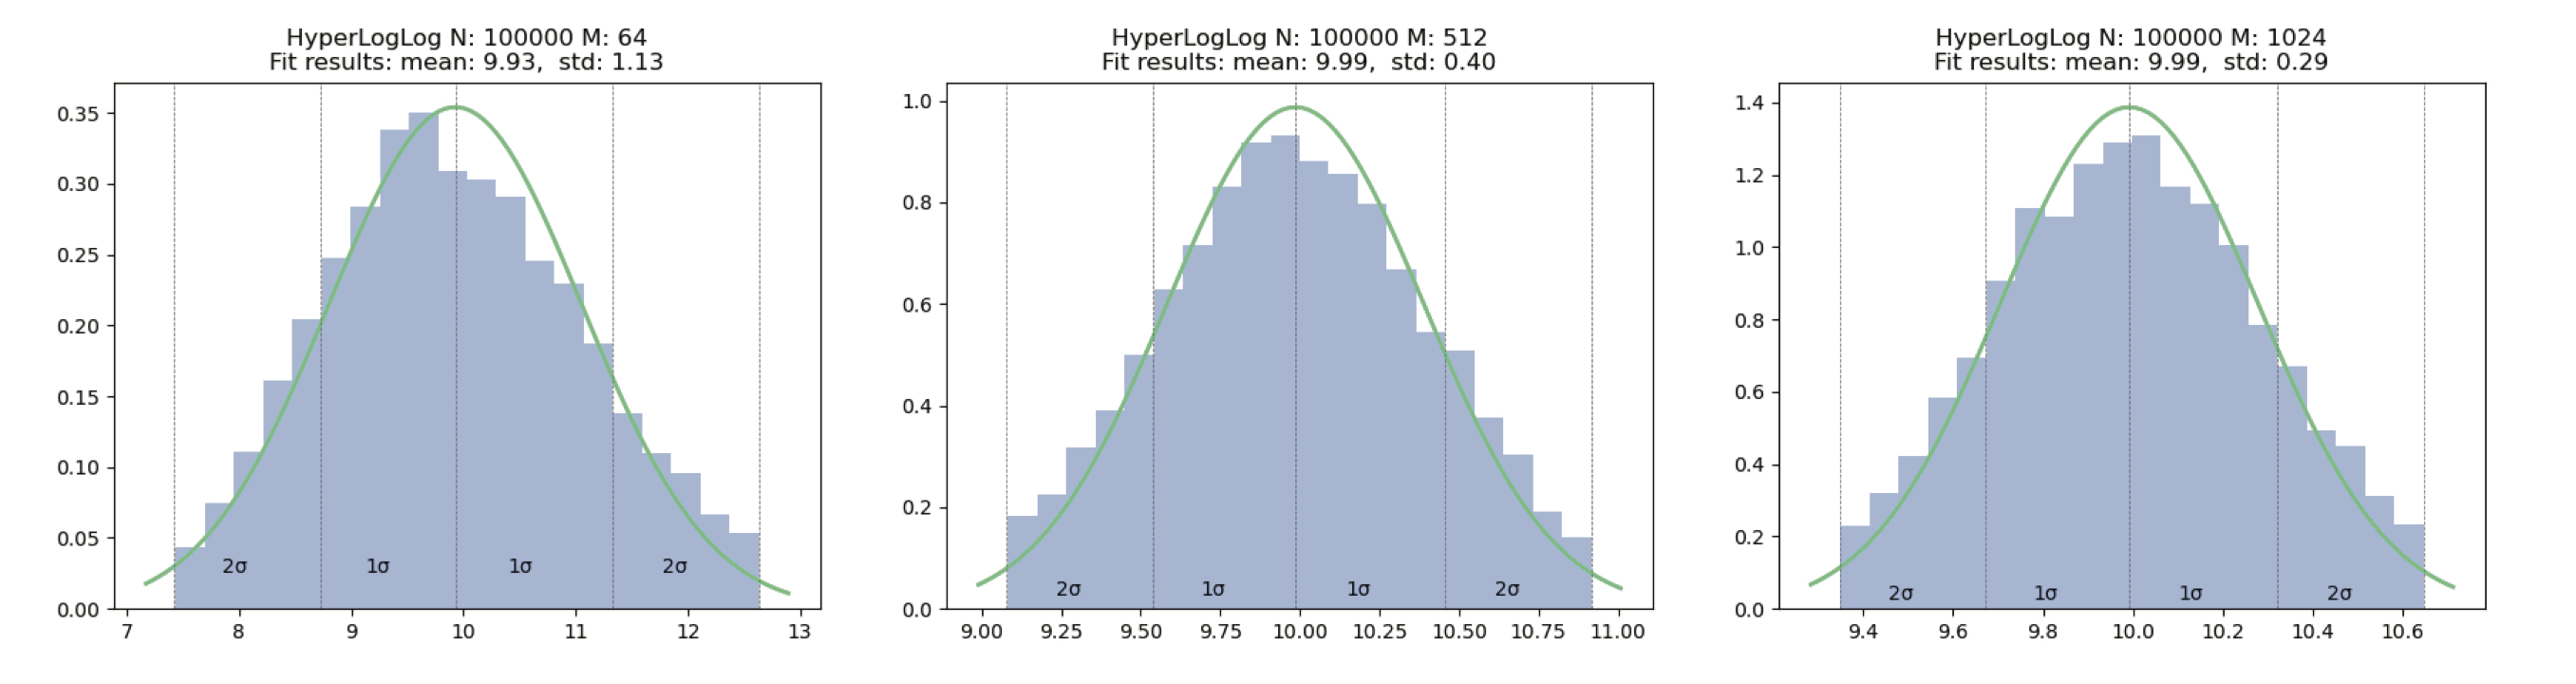 HyperLogLog N: 100000 M: 64
Fit results: mean: 9.93,  std: 1.13
0.35
0.30
0.25
0.20
0.15
0.10
0.05
0.00
2σ 1σ 1σ 2σ
7 8 9 10 11 12 13
HyperLogLog N: 100000 M: 512
Fit results: mean: 9.99,  std: 0.40
1.0
0.8
0.6
0.4
0.2
0.0
2σ 1σ 1σ 2σ
9.00 9.25 9.50 9.75 10.00 10.25 10.50 10.75 11.00
HyperLogLog N: 100000 M: 1024
Fit results: mean: 9.99,  std: 0.29
1.4
1.2
1.0
0.8
0.6
0.4
0.2
0.0
2σ 1σ 1σ 2σ
9.4 9.6 9.8 10.0 10.2 10.4 10.6